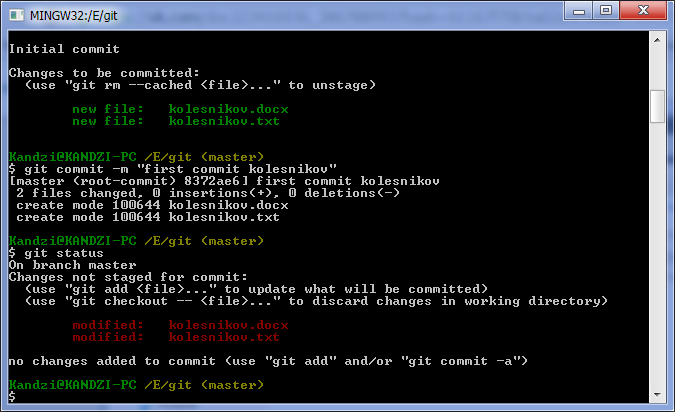 MINGW32:/E/git
Initial commit
Changes to be committed:
  (use "git rm --cached <file>..." to unstage)
        new file:   kolesnikov.docx
        new file:   kolesnikov.txt
Kandzi@KANDZI-PC /E/git (master)
$ git commit -m "first commit kolesnikov"
[master (root-commit) 8372ae6] first commit kolesnikov
 2 files changed, 0 insertions(+), 0 deletions(-)
 create mode 100644 kolesnikov.docx
 create mode 100644 kolesnikov.txt
Kandzi@KANDZI-PC /E/git (master)
$ git status
On branch master
Changes not staged for commit:
  (use "git add <file>..." to update what will be committed)
  (use "git checkout -- <file>..." to discard changes in working directory)
        modified:   kolesnikov.docx
        modified:   kolesnikov.txt
no changes added to commit (use "git add" and/or "git commit -a")
Kandzi@KANDZI-PC /E/git (master)
$